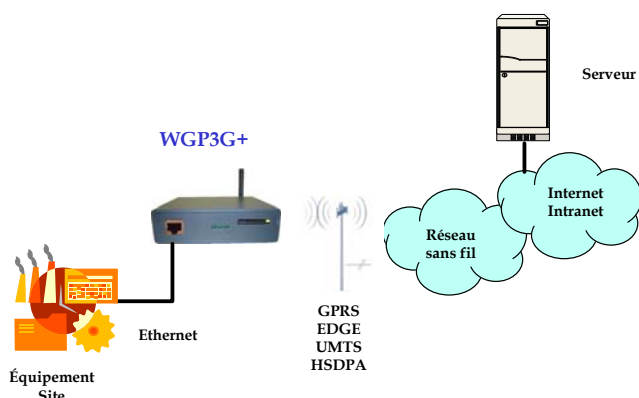 Serveur
WGP3G+
Internet
Intranet
Réseau
sans fil
GPRS
EDGE
UMTS
HSDPA
Ethernet
Équipement
Site